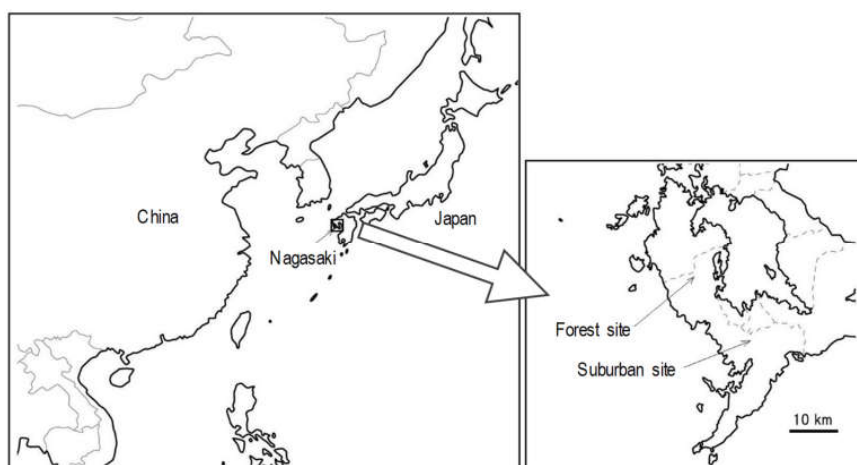 China
Japan
Nagasaki
Forest site
Suburban site
10 km